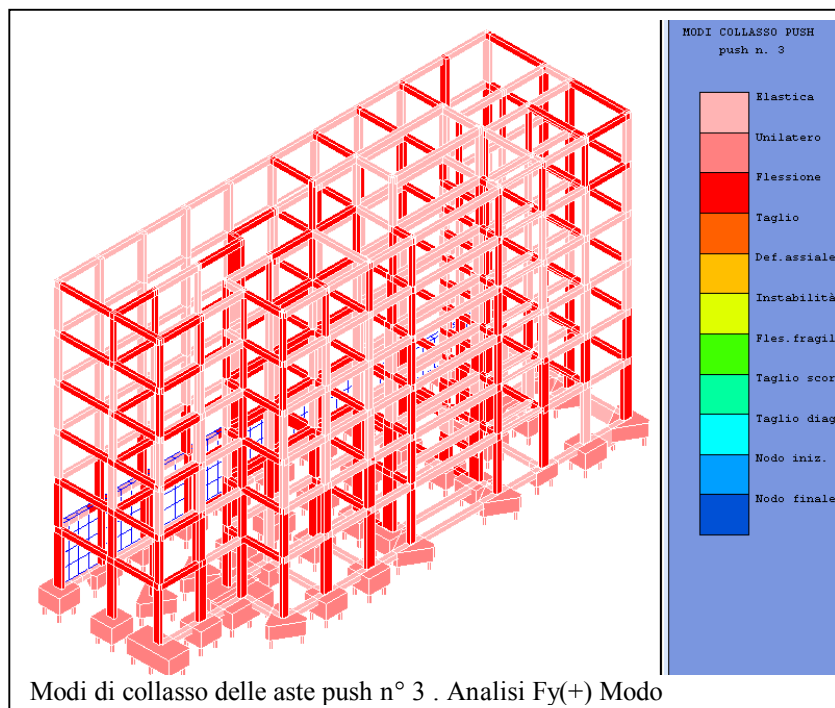 MODI COLLASSO PUSH
push n. 3
Elastica
Unilatero
Flessione
Taglio
Def.assiale
Instabilità
Fles.fragil
Taglio scor
Taglio diag
Nodo iniz.
Nodo finale
Modi di collasso delle aste push n° 3 . Analisi Fy(+) Modo